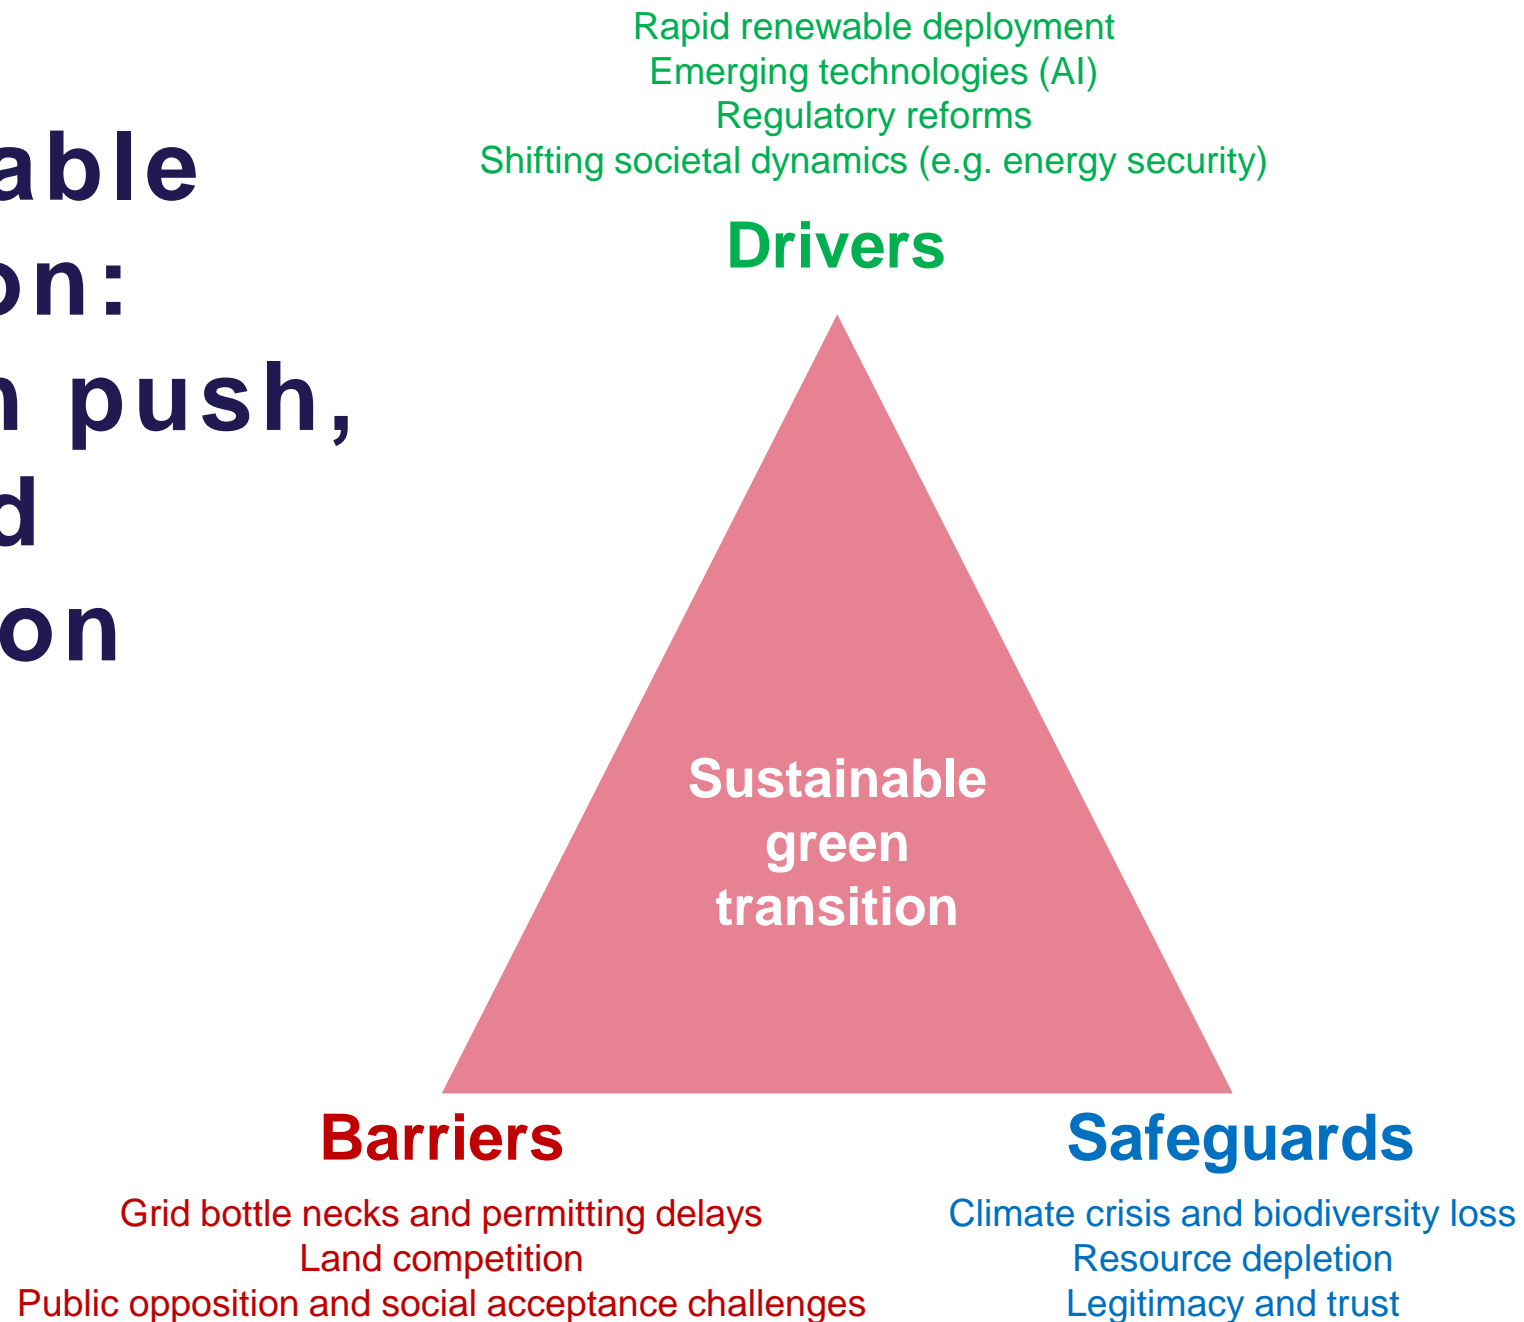 Rapid renewable deployment
Emerging technologies (AI)
Regulatory reforms
Shifting societal dynamics (e.g. energy security)
able
on:
n push,
d
on
Drivers
Sustainable
green
transition
Barriers
Grid bottle necks and permitting delays
Land competition
Public opposition and social acceptance challenges
Safeguards
Climate crisis and biodiversity loss
Resource depletion
Legitimacy and trust